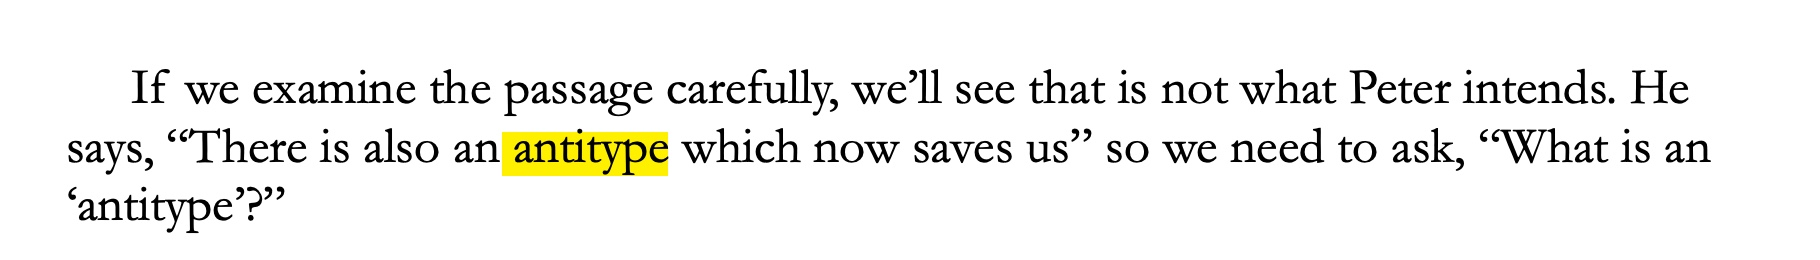 If we examine the passage carefully, we’ll see that is not what Peter intends. He
says, “There is also an antitype which now saves us” so we need to ask, “What is an
‘antitype’?”